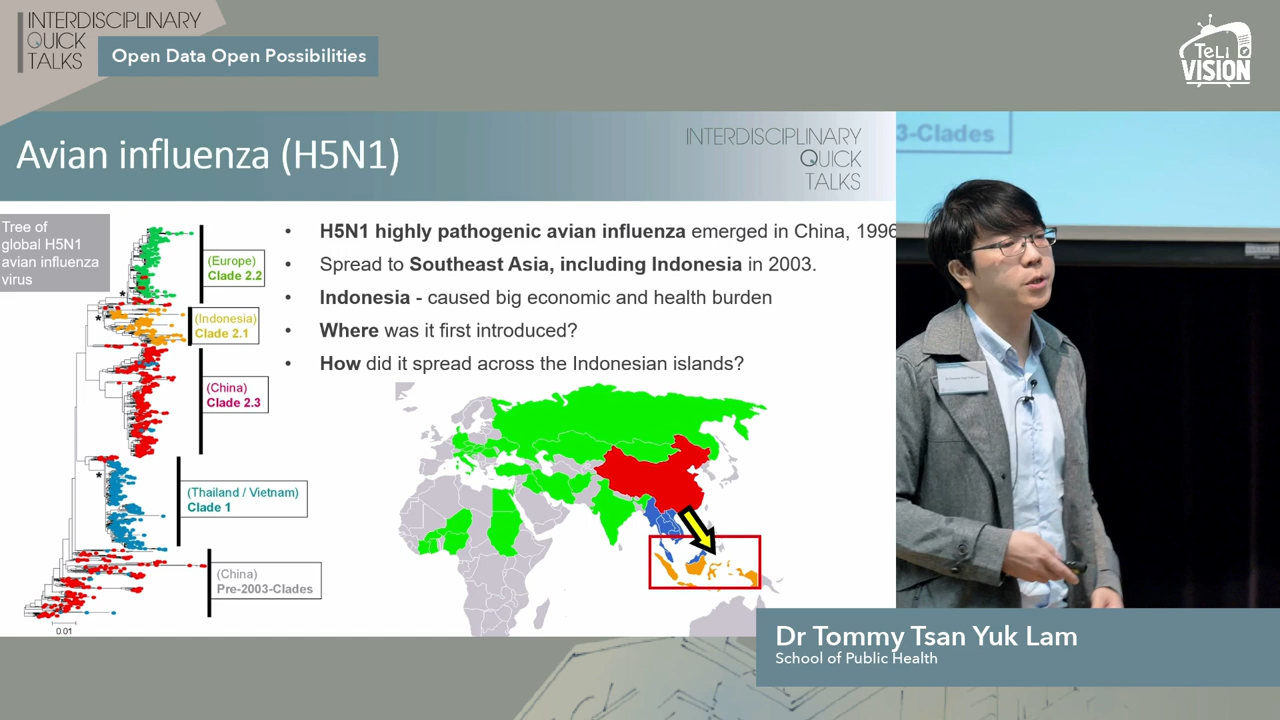 INTERDISCIPLINARY
QUICK
TALKS
Open Data Open Possibilities
TeLi
VISION
Avian influenza (H5N1)
INTERDISCIPLINARY
QUICK
TALKS
3-Clades
Tree of
global H5N1
avian influenza
virus
(Europe)
Clade 2.2
*
*
(Indonesia)
Clade 2.1
(China)
Clade 2.3
*
(Thailand / Vietnam)
Clade 1
(China)
Pre-2003-Clades
0.01
• H5N1 highly pathogenic avian influenza emerged in China, 1996
• Spread to Southeast Asia, including Indonesia in 2003.
• Indonesia - caused big economic and health burden
• Where was it first introduced?
• How did it spread across the Indonesian islands?
Dr Tommy Tsan Yuk Lam
School of Public Health